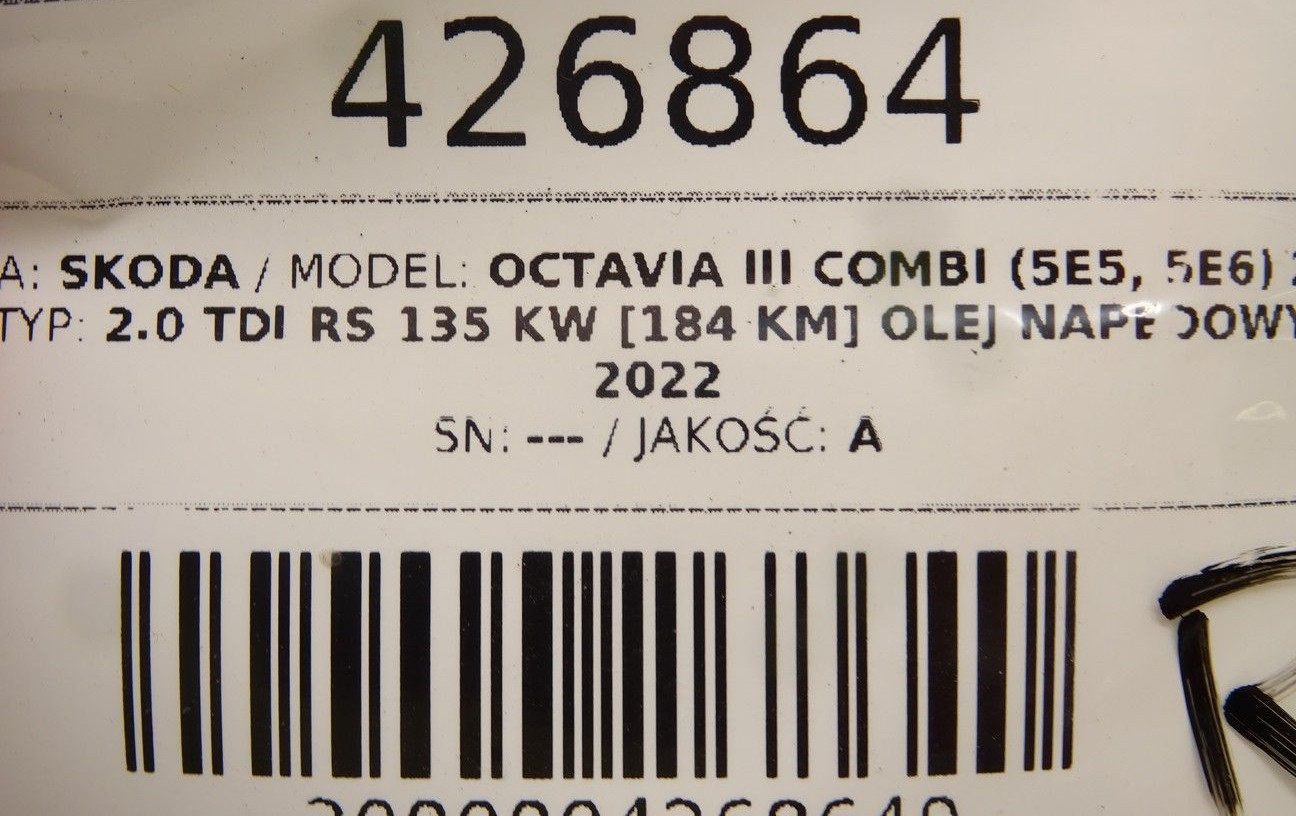 426864
A: SKODA / MODEL: OCTAVIA III COMBI (5E5, 5E6)
TYP: 2.0 TDI RS 135 KW [184 KM] OLEJ NAPĘDOWY
2022
SN: --- / JAKOŚĆ: A